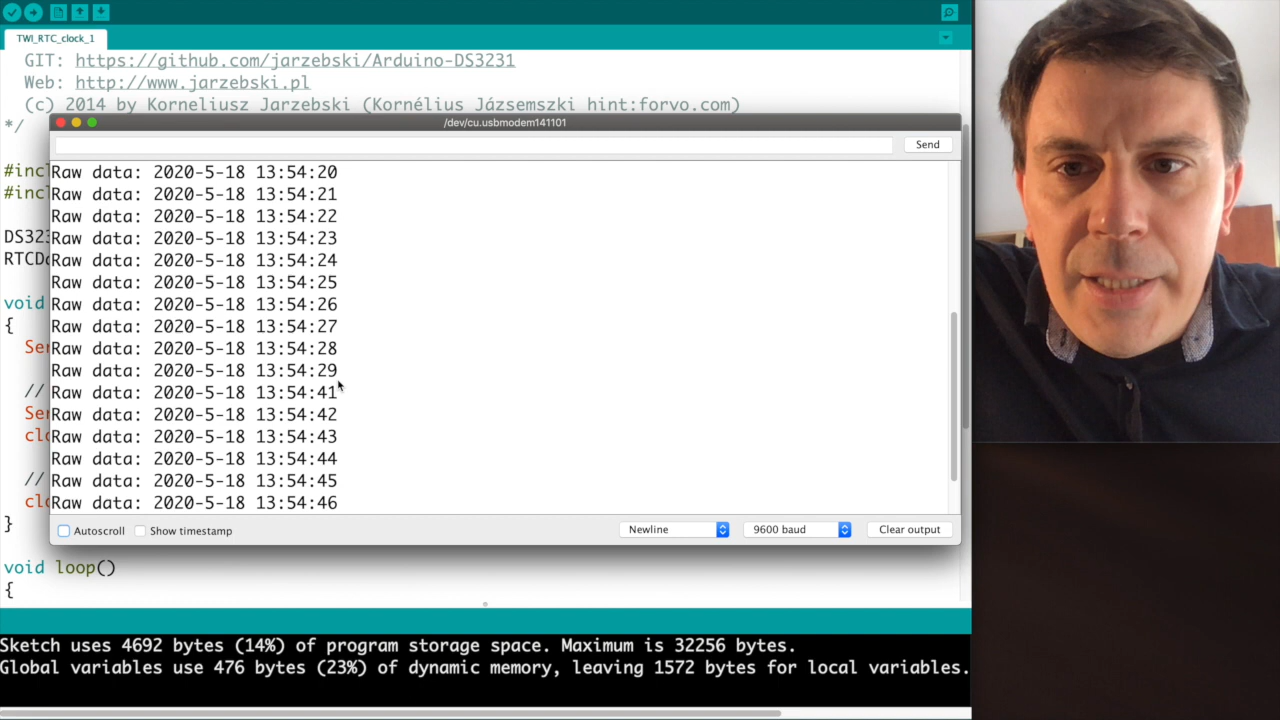 TWI_RTC_clock_1
GIT: https://github.com/jarzebski/Arduino-DS3231
Web: http://www.jarzebski.pl
(c) 2014 by Korneliusz Jarzebski (Kornélius Józsemszki hint:forvo.com)
*/
/dev/cu.usbmodem141101
Send
#incl
#incl
DS323
RTCDa
void
{
Ser
//
Ser
clo
//
clo
}
Raw data: 2020-5-18 13:54:20
Raw data: 2020-5-18 13:54:21
Raw data: 2020-5-18 13:54:22
Raw data: 2020-5-18 13:54:23
Raw data: 2020-5-18 13:54:24
Raw data: 2020-5-18 13:54:25
Raw data: 2020-5-18 13:54:26
Raw data: 2020-5-18 13:54:27
Raw data: 2020-5-18 13:54:28
Raw data: 2020-5-18 13:54:29
Raw data: 2020-5-18 13:54:41
Raw data: 2020-5-18 13:54:42
Raw data: 2020-5-18 13:54:43
Raw data: 2020-5-18 13:54:44
Raw data: 2020-5-18 13:54:45
Raw data: 2020-5-18 13:54:46
Autoscroll Show timestamp Newline 9600 baud Clear output
void loop()
{
Sketch uses 4692 bytes (14%) of program storage space. Maximum is 32256 bytes.
Global variables use 476 bytes (23%) of dynamic memory, leaving 1572 bytes for local variables.